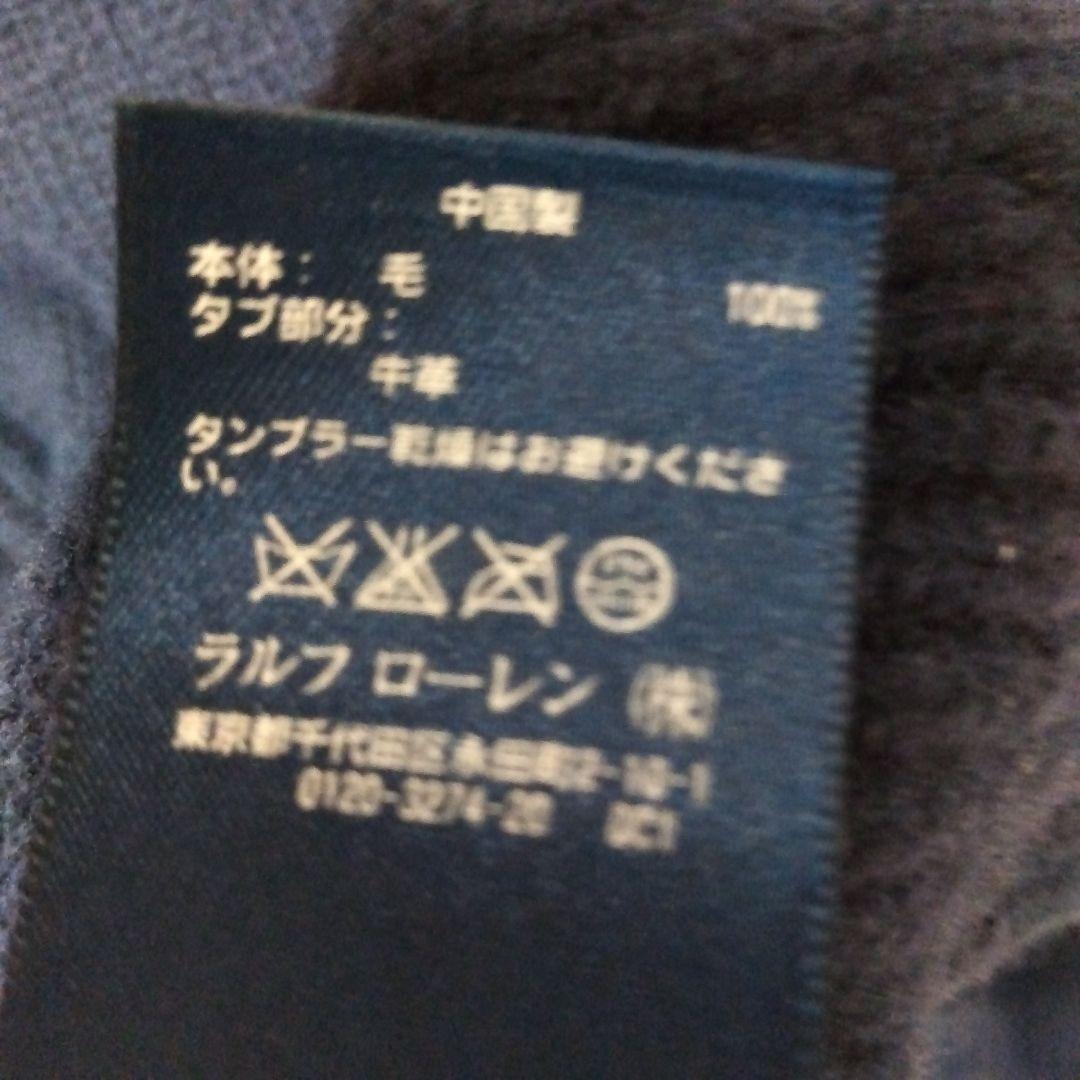 中国製
本体： 毛 100%
タブ部分：
牛革
タンブラー乾燥はお避けくださ
い。
ラルフ ローレン ㈱
東京都千代田区永田町2-10-1
0120-3274-20